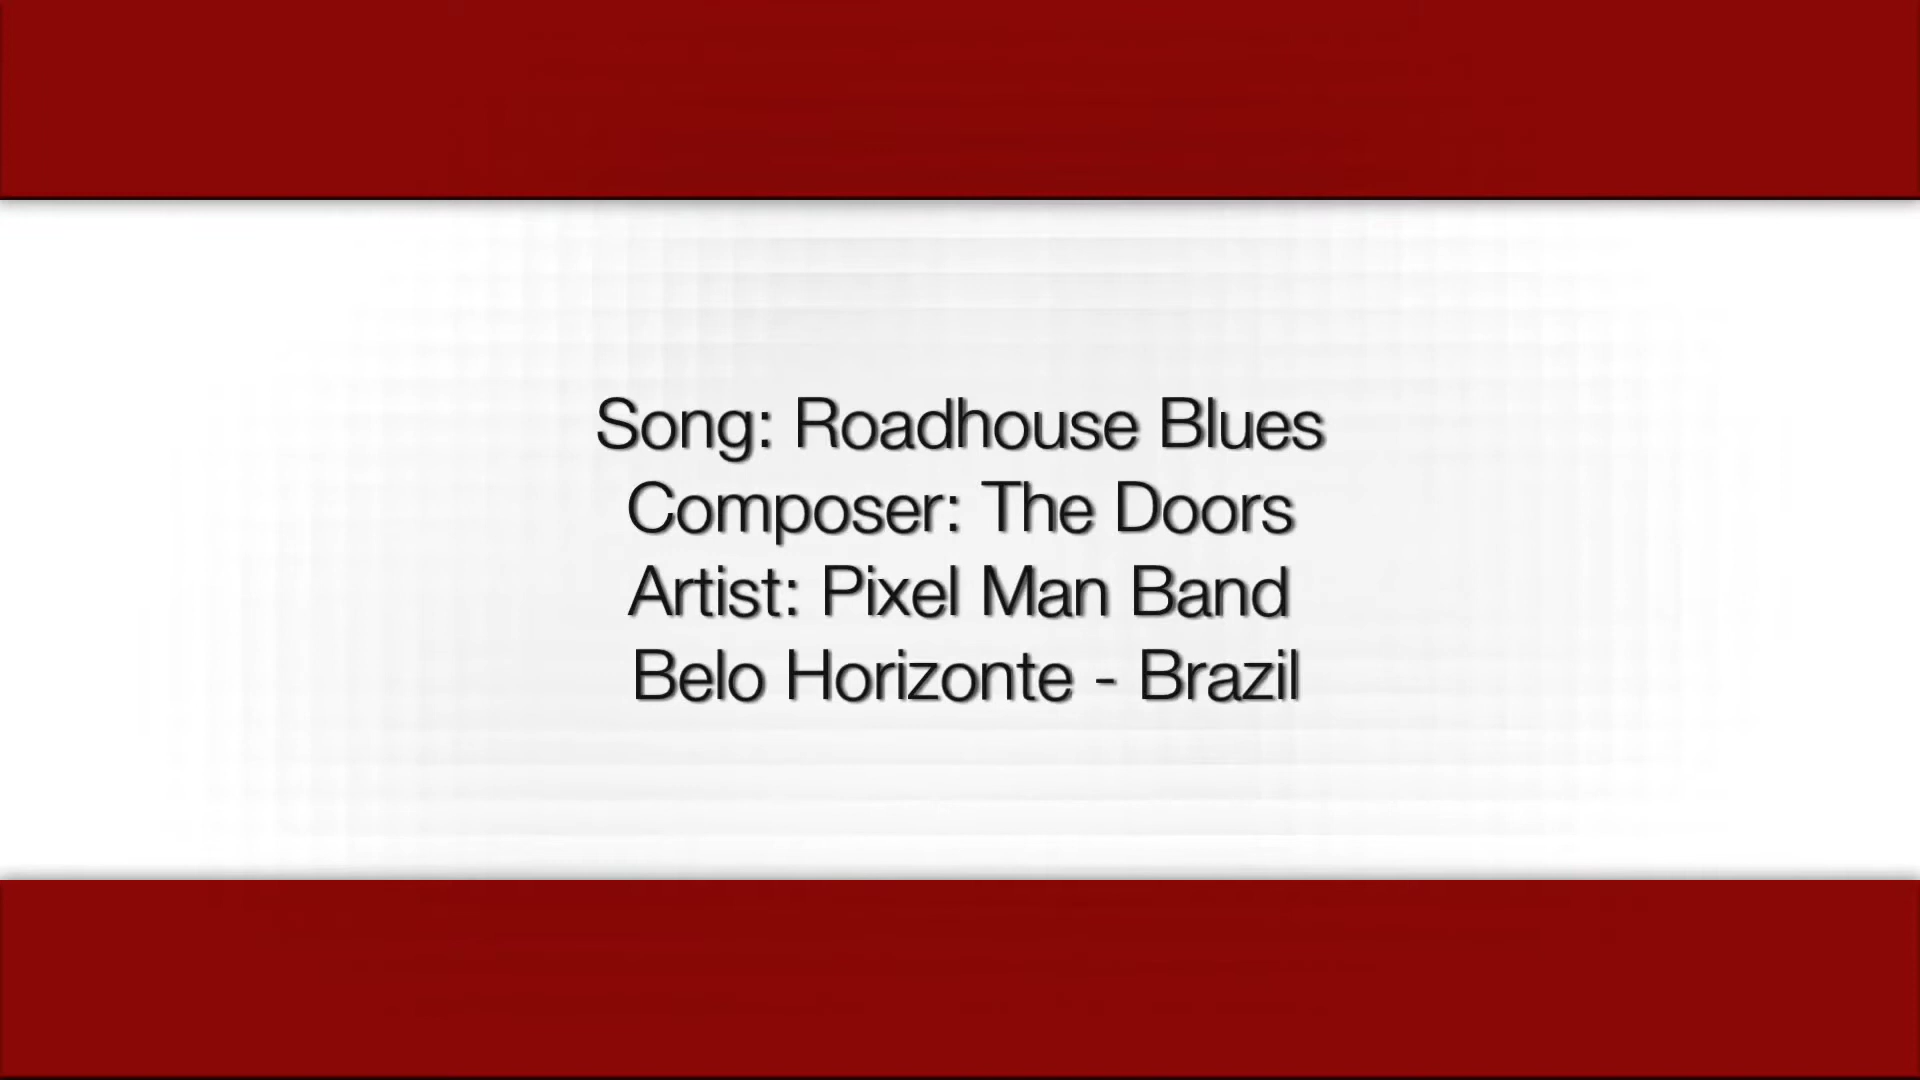 Song: Roadhouse Blues
Composer: The Doors
Artist: Pixel Man Band
Belo Horizonte - Brazil